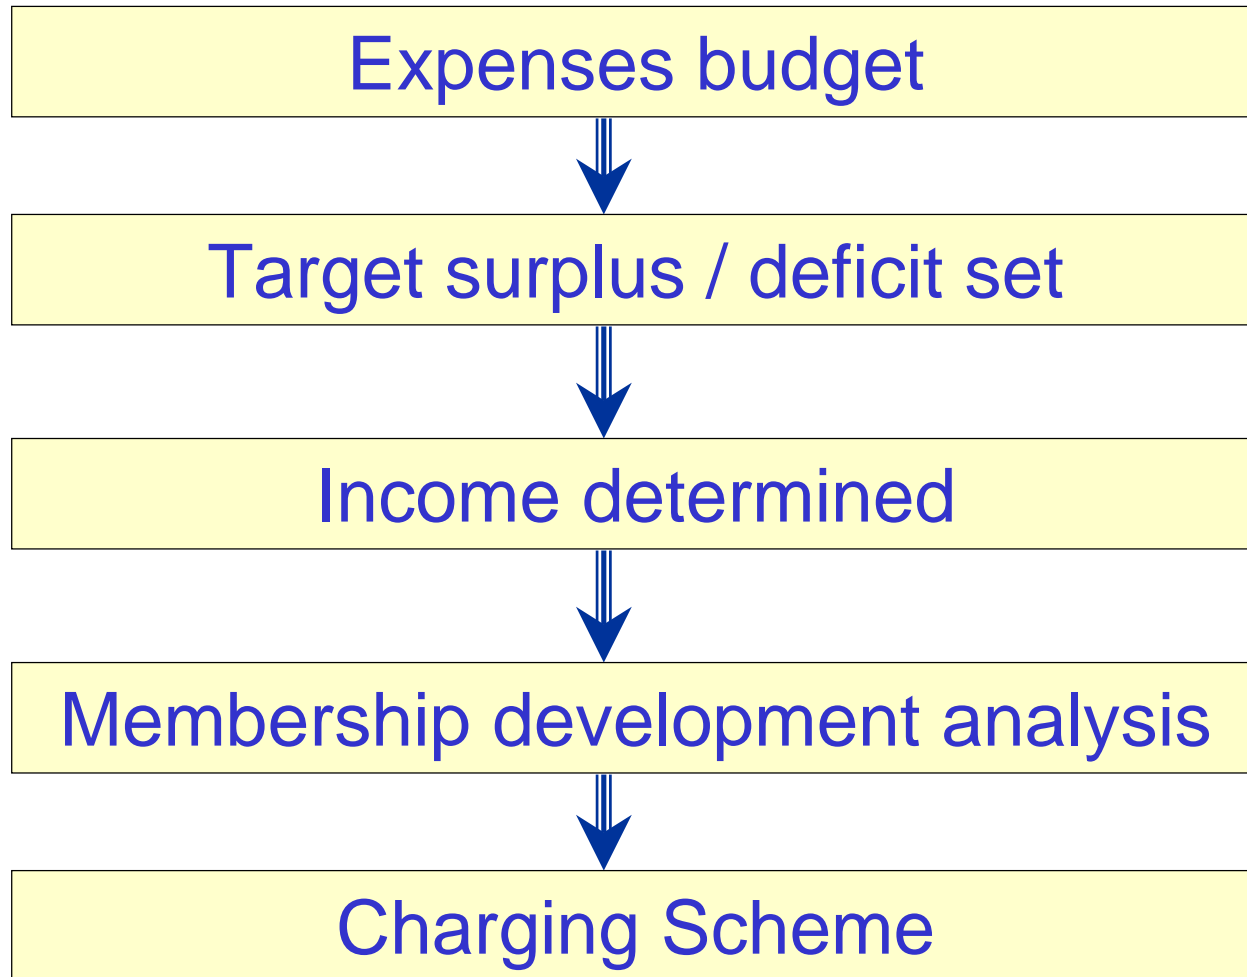 Expenses budget
Target surplus / deficit set
Income determined
Membership development analysis
Charging Scheme